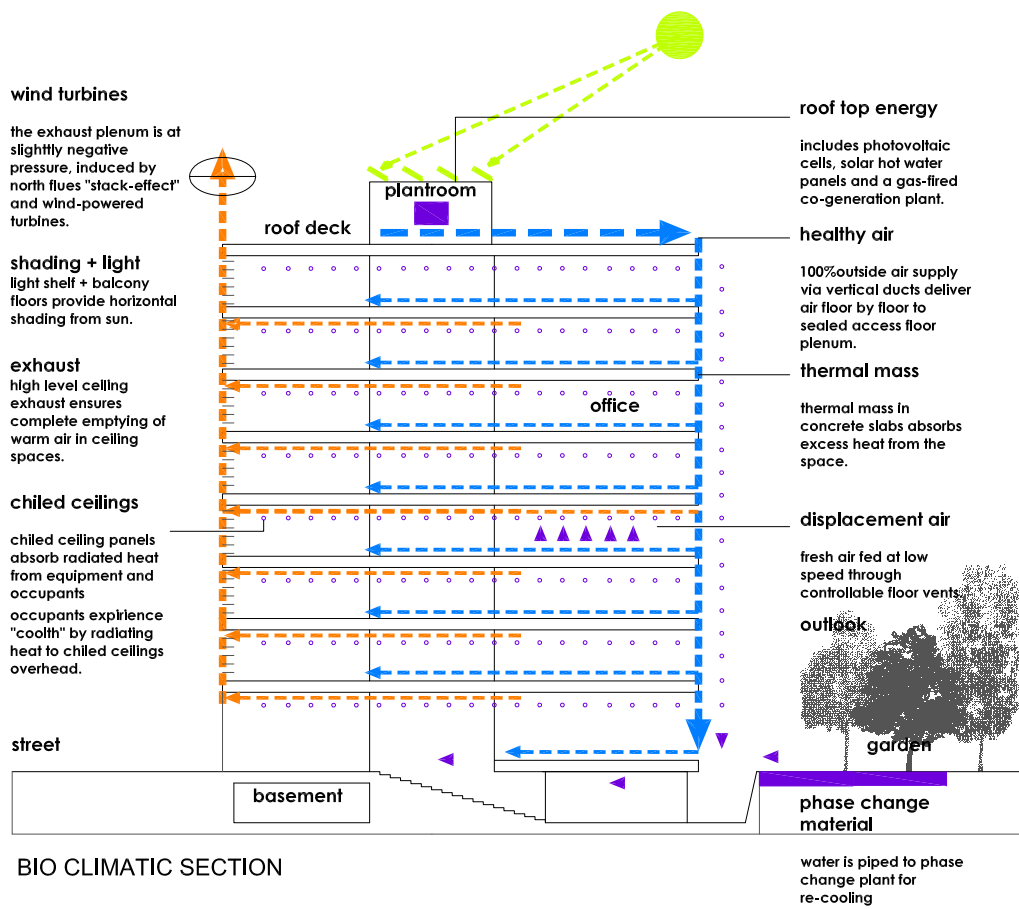 wind turbines
the exhaust plenum is at
slightly negative
pressure, induced by
north flues "stack-effect"
and wind-powered
turbines.
shading + light
light shelf + balcony
floors provide horizontal
shading from sun.
exhaust
high level ceiling
exhaust ensures
complete emptying of
warm air in ceiling
spaces.
chiled ceilings
chiled ceiling panels
absorb radiated heat
from equipment and
occupants
occupants expirience
"coolth" by radiating
heat to chiled ceilings
overhead.
street
plantroom
roof deck
office
basement
roof top energy
includes photovoltaic
cells, solar hot water
panels and a gas-fired
co-generation plant.
healthy air
100%outside air supply
via vertical ducts deliver
air floor by floor to
sealed access floor
plenum.
thermal mass
thermal mass in
concrete slabs absorbs
excess heat from the
space.
displacement air
fresh air fed at low
speed through
controllable floor vents.
outlook
garden
phase change
material
water is piped to phase
change plant for
re-cooling
BIO CLIMATIC SECTION